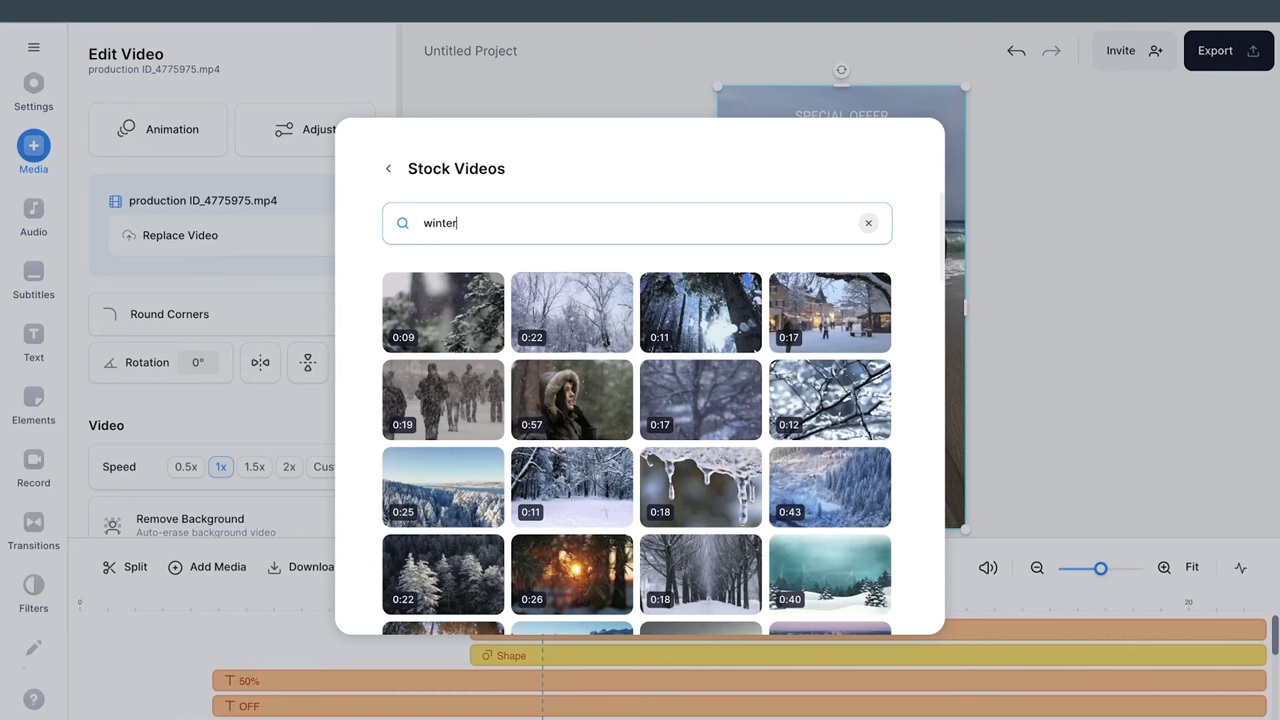 Edit Video
production ID_4775975.mp4
Untitled Project
Invite
Export
Settings
Media
Audio
Subtitles
Text
Elements
Record
Transitions
Filters
Animation
Adjust
production ID_4775975.mp4
Replace Video
Round Corners
Rotation
0°
Video
Speed
0.5x
1x
1.5x
2x
Remove Background
Auto-erase background video
SPECIAL OFFER
Stock Videos
winter
0:09
0:22
0:11
0:17
0:19
0:57
0:17
0:12
0:25
0:11
0:18
0:43
0:22
0:26
0:18
0:40
Split
Add Media
Fit
0
20
Shape
50%
OFF